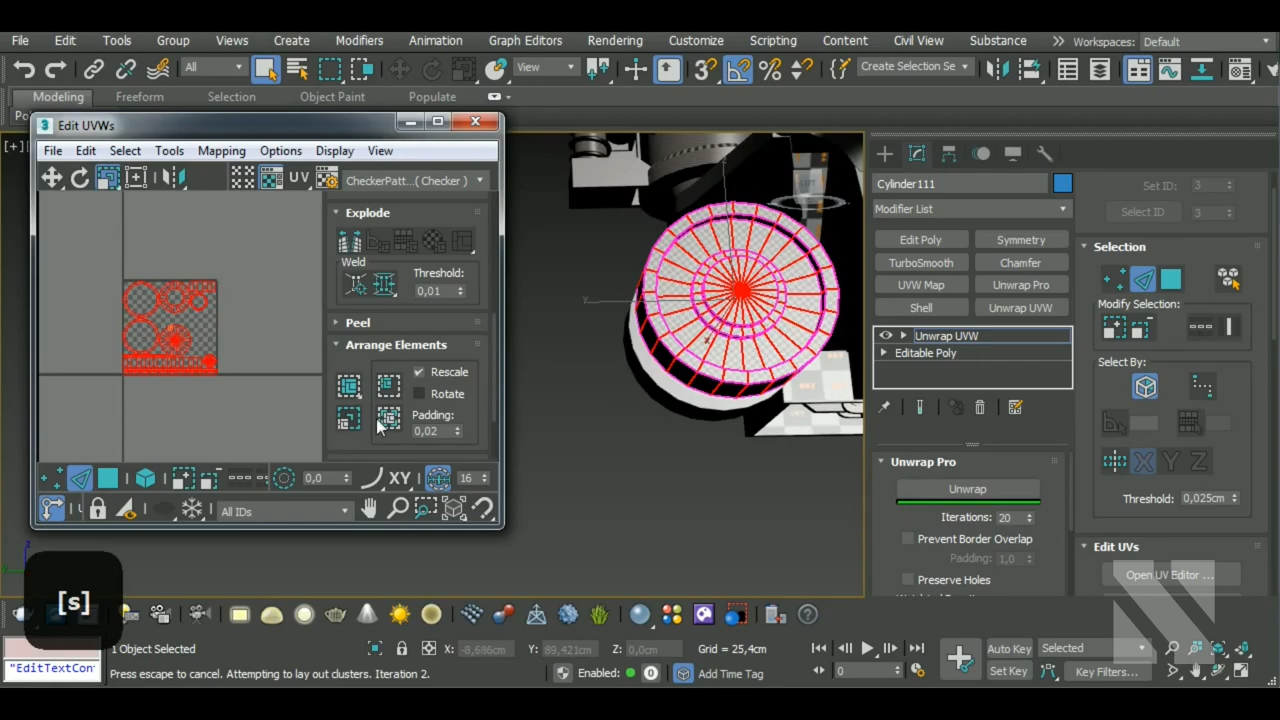 File Edit Tools Group Views Create Modifiers Animation Graph Editors Rendering Customize Scripting Content Civil View Substance Workspaces: Default
All View Create Selection Se
Modeling Freeform Selection Object Paint Populate
3 Edit UVWs
[+]
File Edit Select Tools Mapping Options Display View
UV CheckerPatt...( Checker )
Explode
Weld
Threshold:
0,01
Peel
Arrange Elements
Rescale
Rotate
Padding:
0,02
0,0 XY 16
All IDs
Y
x
Cylinder111
Modifier List
Edit Poly Symmetry
TurboSmooth Chamfer
UVW Map Unwrap Pro
Shell Unwrap UVW
Unwrap UVW
Editable Poly
Unwrap Pro
Unwrap
Iterations: 20
Prevent Border Overlap
Padding: 1,0
Preserve Holes
Set ID: 3
Select ID 3
Selection
Modify Selection:
Select By:
X Y Z
Threshold: 0,025cm
Edit UVs
Open UV Editor ...
[s]
1 Object Selected X: -8,686cm Y: 89,421cm Z: 0,0cm Grid = 25,4cm Auto Key Selected
"EditTextCon
Press escape to cancel. Attempting to lay out clusters. Iteration 2. Enabled: 0 Add Time Tag 0 Set Key Key Filters...